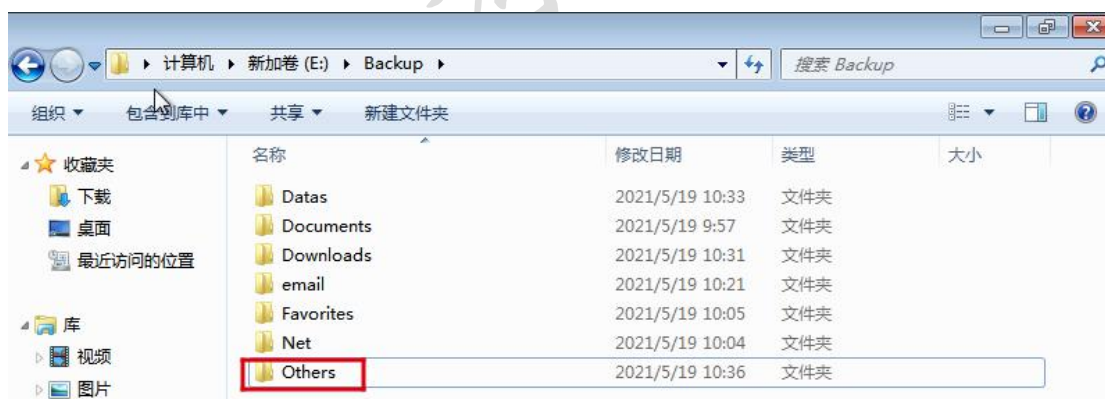 计算机 新加卷 (E:) Backup 搜索 Backup
组织 包含到库中 共享 新建文件夹
名称 修改日期 类型 大小
收藏夹
下载
桌面
最近访问的位置
库
视频
图片
Datas 2021/5/19 10:33 文件夹
Documents 2021/5/19 9:57 文件夹
Downloads 2021/5/19 10:31 文件夹
email 2021/5/19 10:21 文件夹
Favorites 2021/5/19 10:05 文件夹
Net 2021/5/19 10:04 文件夹
Others 2021/5/19 10:36 文件夹